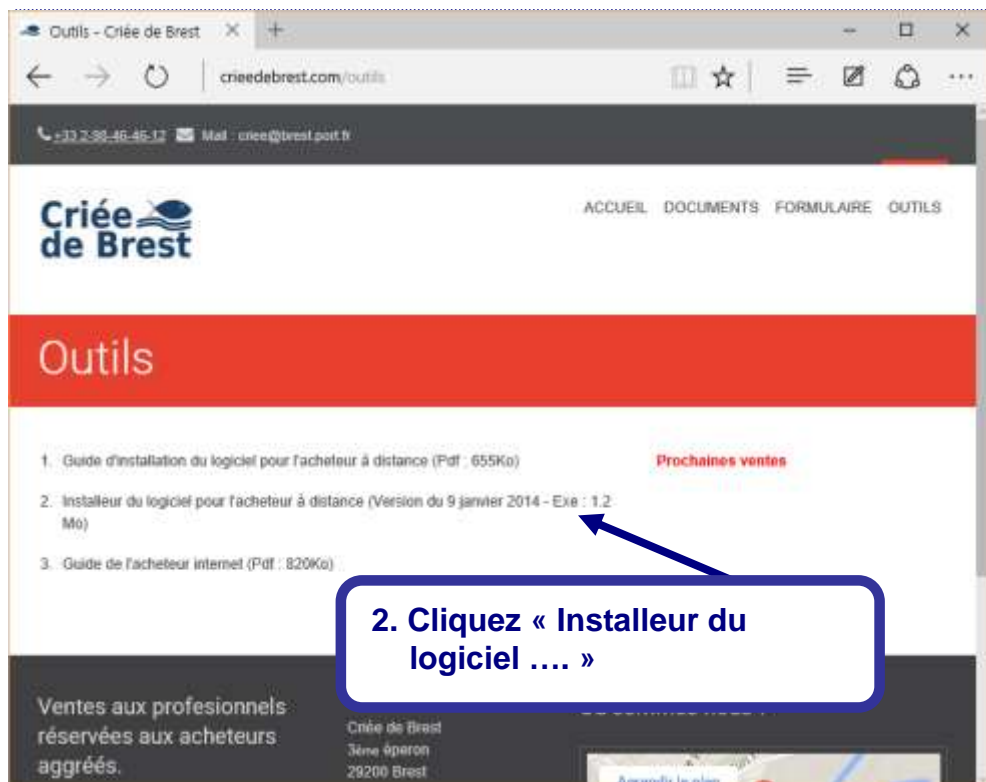 Outils - Criée de Brest
crieedebrest.com/outils
+33 2-98-46-46-12 Mail : criee@brest.port.fr
Criée
de Brest
ACCUEIL DOCUMENTS FORMULAIRE OUTILS
Outils
1. Guide d'installation du logiciel pour l'acheteur à distance (Pdf : 655Ko)
Prochaines ventes
2. Installeur du logiciel pour l'acheteur à distance (Version du 9 janvier 2014 - Exe : 1.2
Mo)
3. Guide de l'acheteur internet (Pdf : 820Ko)
2. Cliquez « Installeur du
logiciel .... »
Ventes aux profesionnels
réservées aux acheteurs
aggréés.
Criée de Brest
3ème éperon
29200 Brest
Agrandir le plan